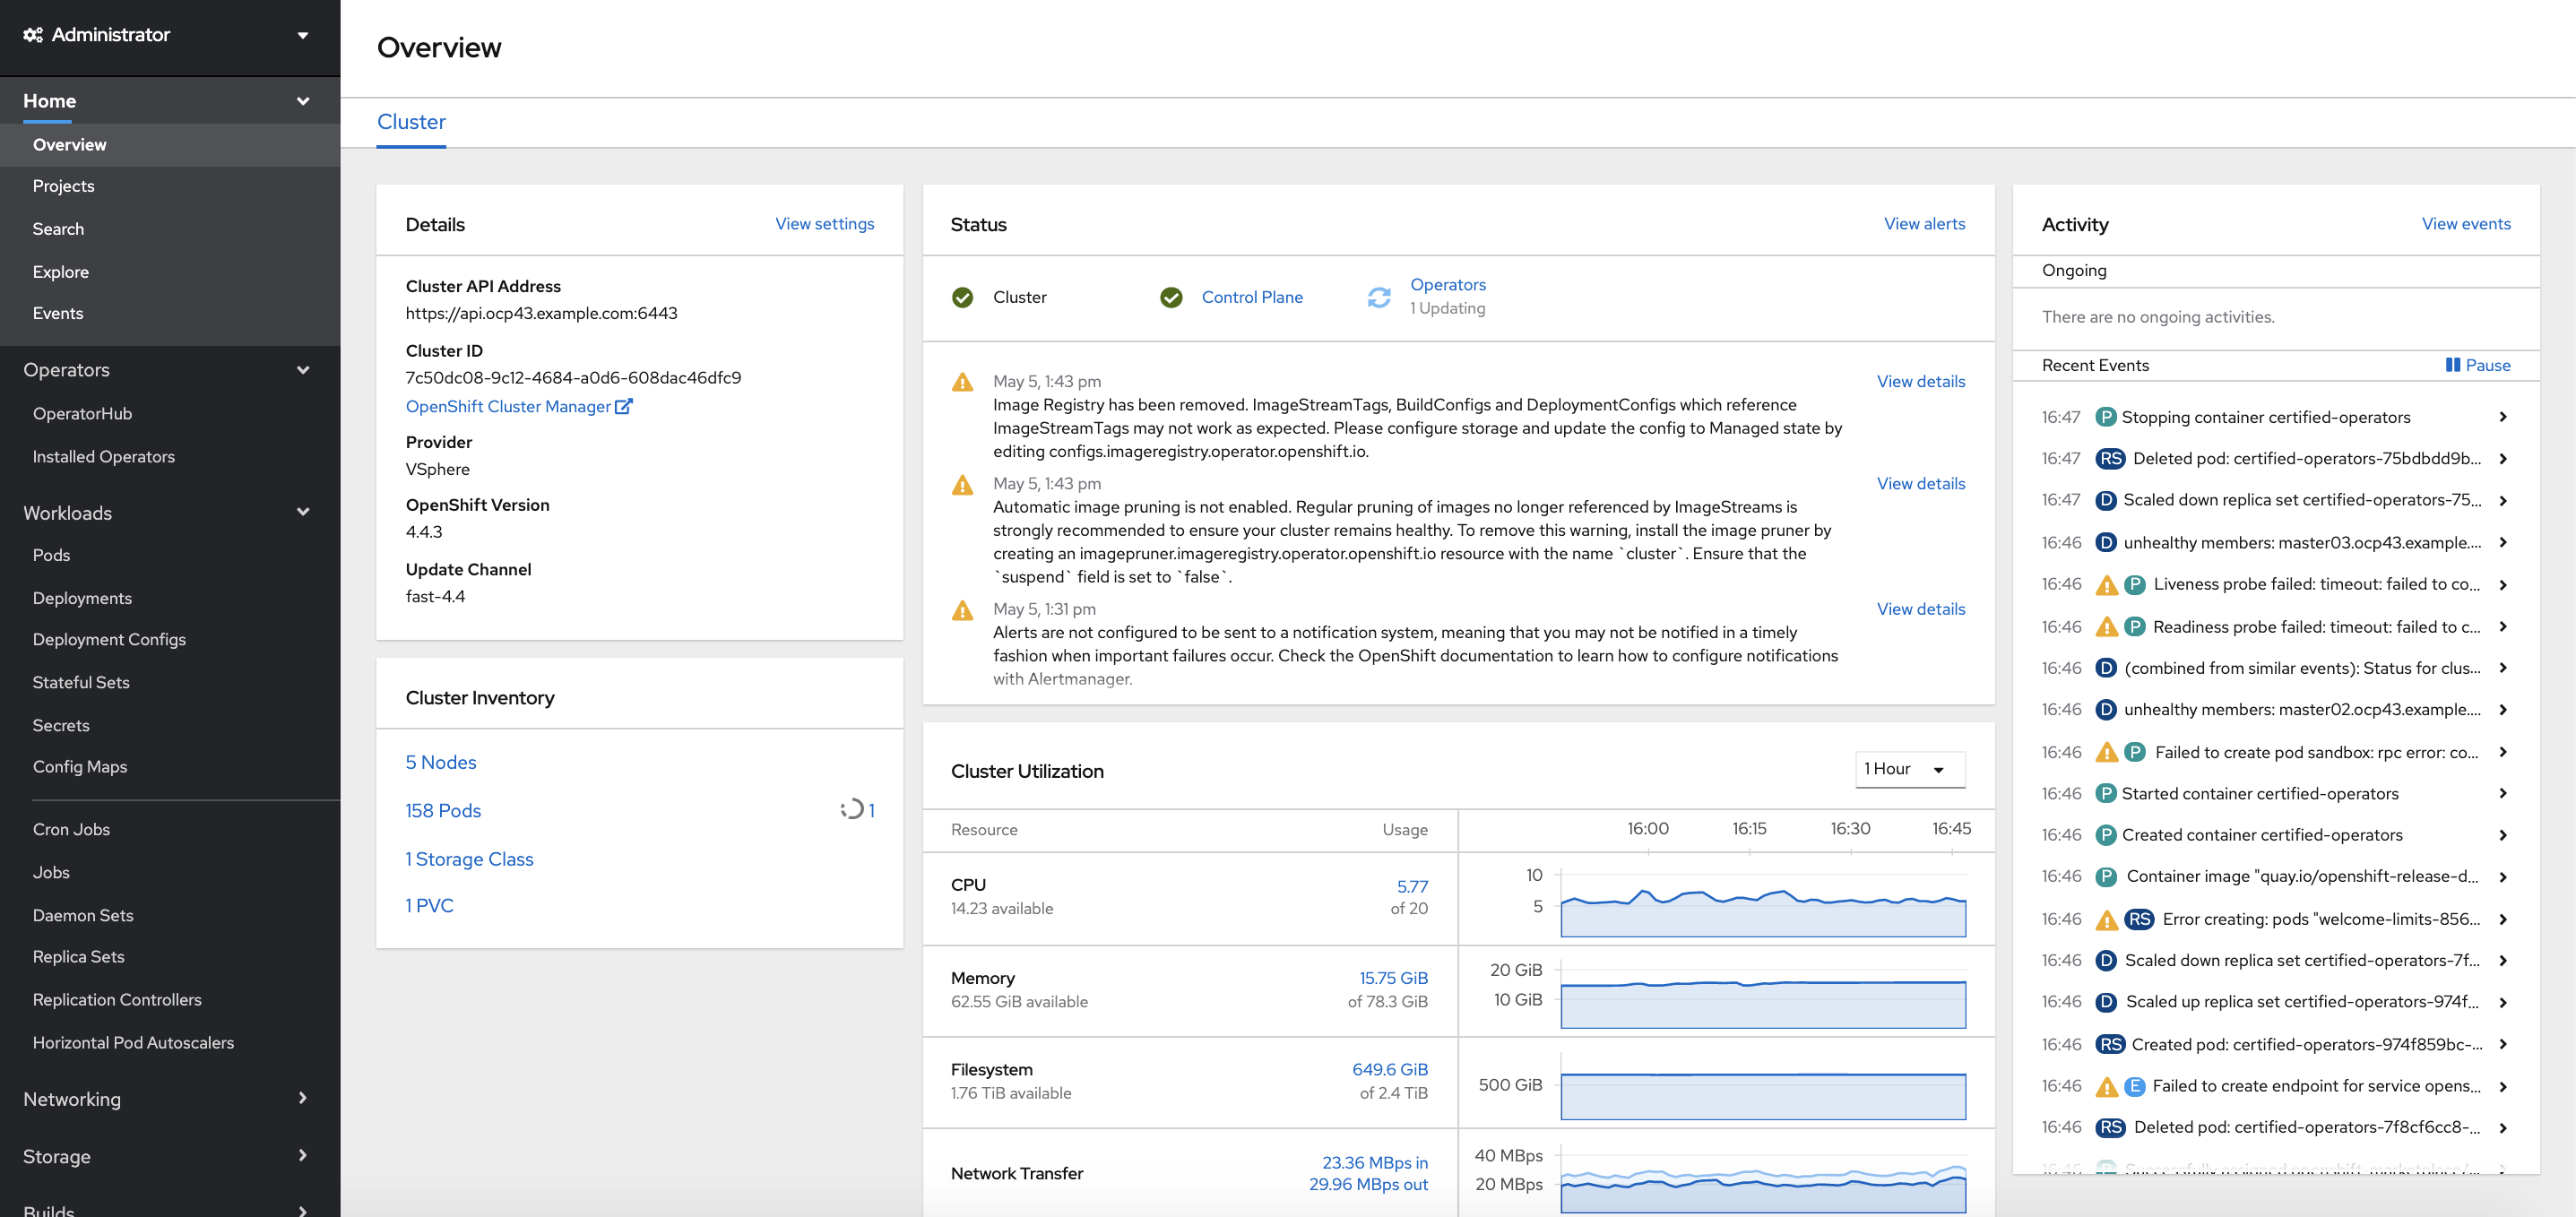 Administrator
Home
Overview
Projects
Search
Explore
Events
Operators
OperatorHub
Installed Operators
Workloads
Pods
Deployments
Deployment Configs
Stateful Sets
Secrets
Config Maps
Cron Jobs
Jobs
Daemon Sets
Replica Sets
Replication Controllers
Horizontal Pod Autoscalers
Networking
Storage
Builds
Overview
Cluster
Details
View settings
Cluster API Address
https://api.ocp43.example.com:6443
Cluster ID
7c50dc08-9c12-4684-a0d6-608dac46dfc9
OpenShift Cluster Manager
Provider
VSphere
OpenShift Version
4.4.3
Update Channel
fast-4.4
Cluster Inventory
5 Nodes
158 Pods
1
1 Storage Class
1 PVC
Status
View alerts
Cluster
Control Plane
Operators
1 Updating
May 5, 1:43 pm
View details
Image Registry has been removed. ImageStreamTags, BuildConfigs and DeploymentConfigs which reference
ImageStreamTags may not work as expected. Please configure storage and update the config to Managed state by
editing configs.imageregistry.operator.openshift.io.
May 5, 1:43 pm
View details
Automatic image pruning is not enabled. Regular pruning of images no longer referenced by ImageStreams is
strongly recommended to ensure your cluster remains healthy. To remove this warning, install the image pruner by
creating an imagepruner.imageregistry.operator.openshift.io resource with the name `cluster`. Ensure that the
`suspend` field is set to `false`.
May 5, 1:31 pm
View details
Alerts are not configured to be sent to a notification system, meaning that you may not be notified in a timely
fashion when important failures occur. Check the OpenShift documentation to learn how to configure notifications
with Alertmanager.
Cluster Utilization
1 Hour
Resource
Usage
16:00
16:15
16:30
16:45
CPU
5.77
14.23 available
of 20
10
5
Memory
15.75 GiB
62.55 GiB available
of 78.3 GiB
20 GiB
10 GiB
Filesystem
649.6 GiB
1.76 TiB available
of 2.4 TiB
500 GiB
Network Transfer
23.36 MBps in
29.96 MBps out
40 MBps
20 MBps
Activity
View events
Ongoing
There are no ongoing activities.
Recent Events
Pause
16:47 P Stopping container certified-operators
16:47 RS Deleted pod: certified-operators-75bdbdd9b...
16:47 D Scaled down replica set certified-operators-75...
16:46 D unhealthy members: master03.ocp43.example....
16:46 P Liveness probe failed: timeout: failed to co...
16:46 P Readiness probe failed: timeout: failed to c...
16:46 D (combined from similar events): Status for clus...
16:46 D unhealthy members: master02.ocp43.example....
16:46 P Failed to create pod sandbox: rpc error: co...
16:46 P Started container certified-operators
16:46 P Created container certified-operators
16:46 P Container image "quay.io/openshift-release-d...
16:46 RS Error creating: pods "welcome-limits-856...
16:46 D Scaled down replica set certified-operators-7f...
16:46 D Scaled up replica set certified-operators-974f...
16:46 RS Created pod: certified-operators-974f859bc-...
16:46 E Failed to create endpoint for service opens...
16:46 RS Deleted pod: certified-operators-7f8cf6cc8-...